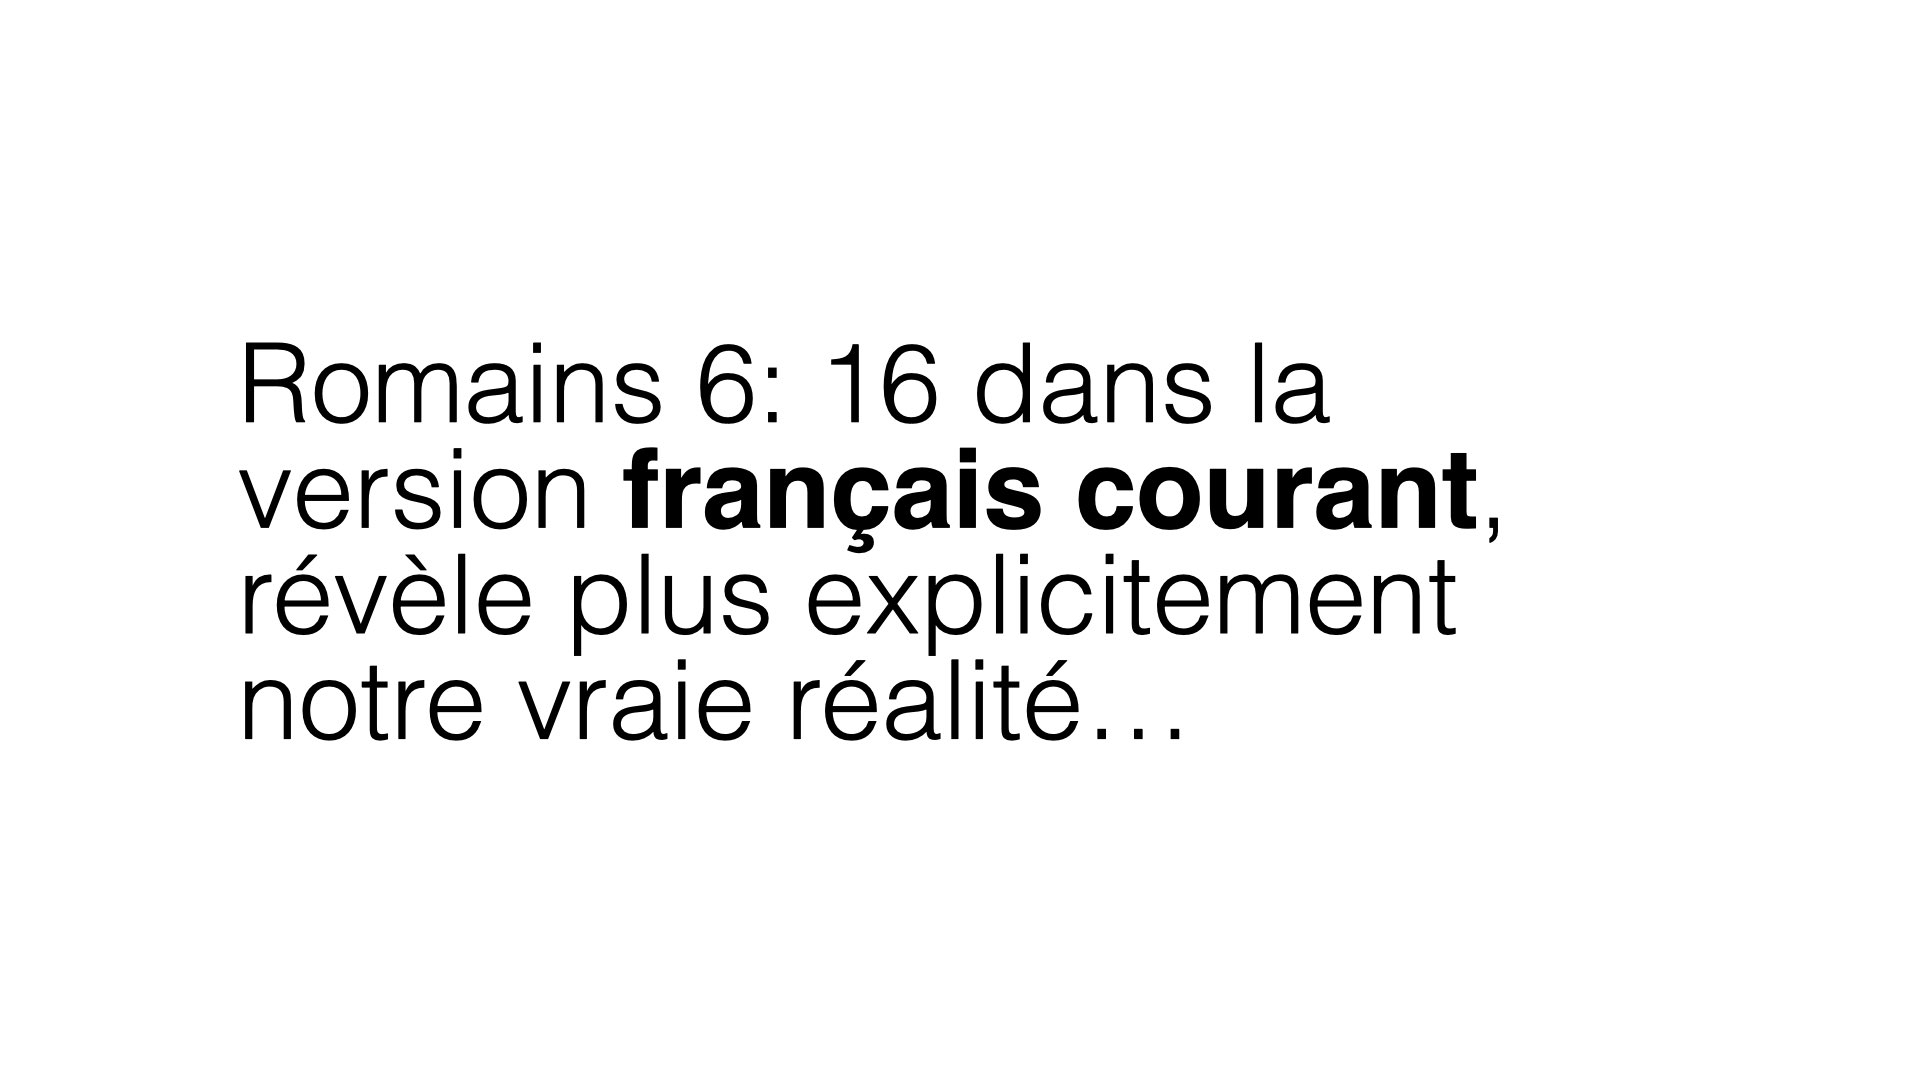 Romains 6: 16 dans la
version français courant,
révèle plus explicitement
notre vraie réalité…